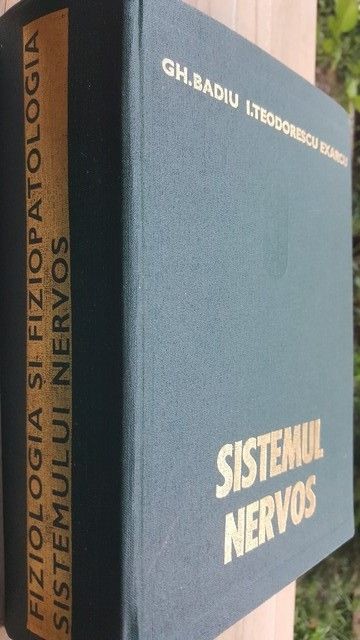 FIZIOLOGIA ȘI FIZIOPATOLOGIA
SISTEMULUI NERVOS
GH.BADIU I.TEODORESCU EXARCU
SISTEMUL
NERVOS